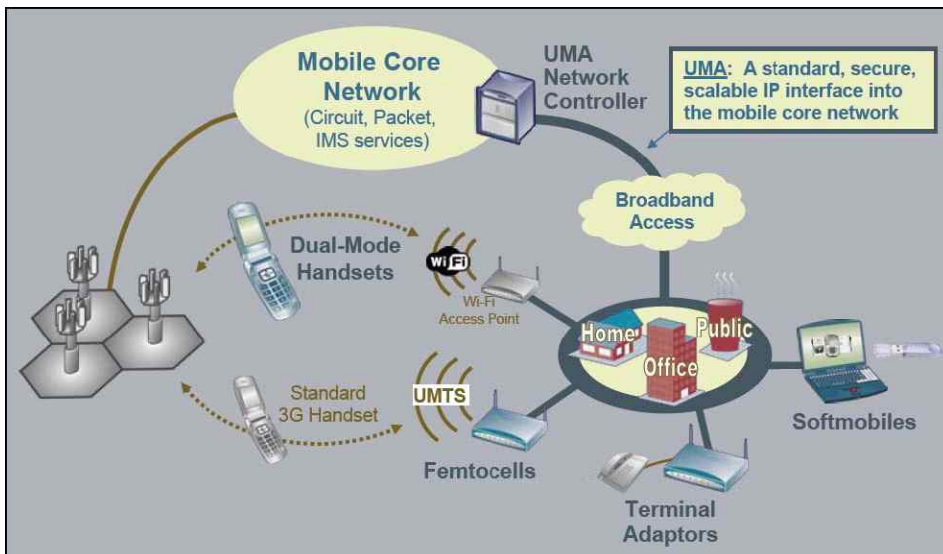 Mobile Core
Network
(Circuit, Packet,
IMS services)
UMA
Network
Controller
UMA: A standard, secure,
scalable IP interface into
the mobile core network
Broadband
Access
Dual-Mode
Handsets
Wi Fi
Wi-Fi
Access Point
Home
Public
Office
Standard
3G Handset
UMTS
Femtocells
Softmobiles
Terminal
Adaptors